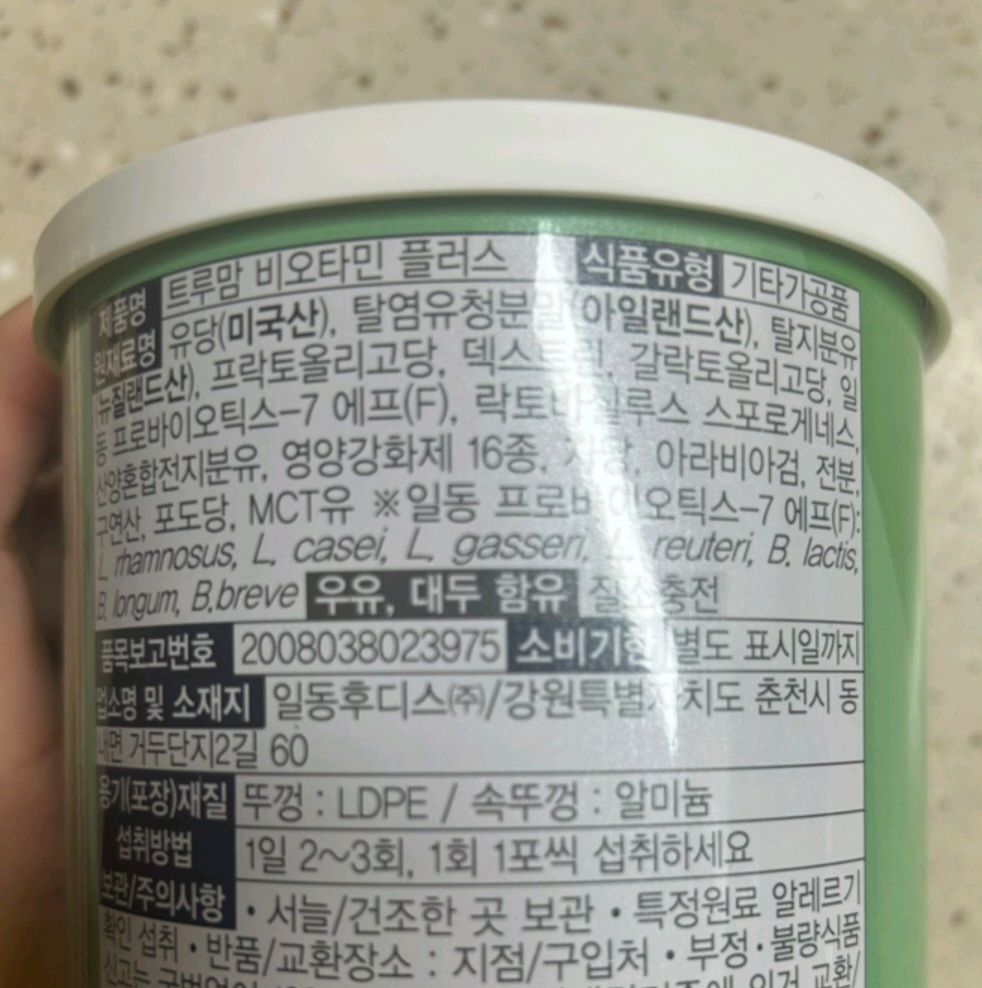 제품명 트루맘 비오타민 플러스 식품유형 기타가공품
원재료명 유당(미국산), 탈염유청분말(아일랜드산), 탈지분유
뉴질랜드산), 프락토올리고당, 갈락토올리고당, 일
동 프로바이오틱스-7 에프(F), 스포로게네스,
산양혼합전지분유, 영양강화제 16종, 아라비아검, 전분,
구연산, 포도당, MCT유 ※일동 프로바이오틱스-7 에프(F):
L. rhamnosus, L. casei, L. gasseri, reuteri, B. lactis,
B. longum, B.breve 우유, 대두 함유 질소충전
품목보고번호 2008038023975 소비기한 별도 표시일까지
업소명 및 소재지 일동후디스㈜/강원특별자치도 춘천시 동
내면 거두단지2길 60
용기(포장)재질 뚜껑 : LDPE / 속뚜껑 : 알미늄
섭취방법 1일 2~3회, 1회 1포씩 섭취하세요
보관/주의사항 • 서늘/건조한 곳 보관 • 특정원료 알레르기
확인 섭취 • 반품/교환장소 : 지점/구입처 • 부정·불량식품
신고는 교환/